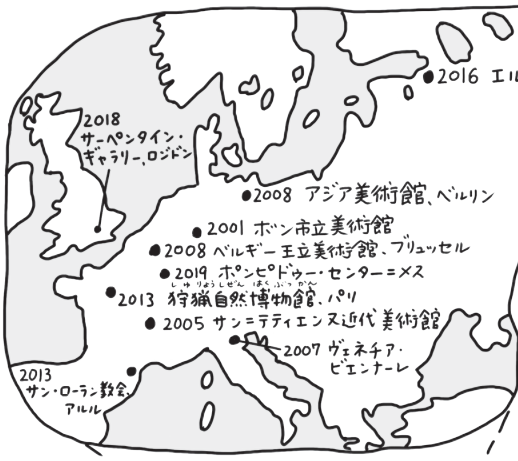 2016 エル
2018
サーペンタイン・
ギャラリー、ロンドン
2008 アジア美術館、ベルリン
2001 ボン市立美術館
2008 ベルギー王立美術館、ブリュッセル
2019 ポンピドゥー・センター=メス
しゅりょうしぜん はくぶつかん
2013 狩猟自然博物館、パリ
2005 サン=テティエンヌ近代美術館
2007 ヴェネチア・
ビエンナーレ
2013
サン・ローラン教会、
アルル